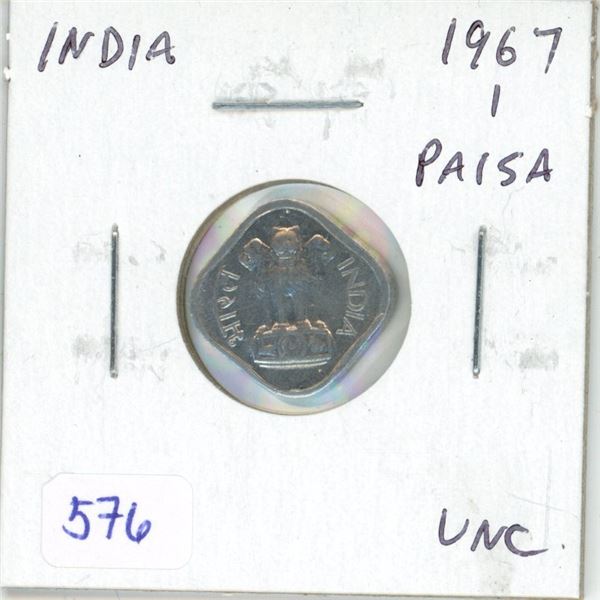 INDIA
1967
1
PAISA
भारत
INDIA
576
UNC.